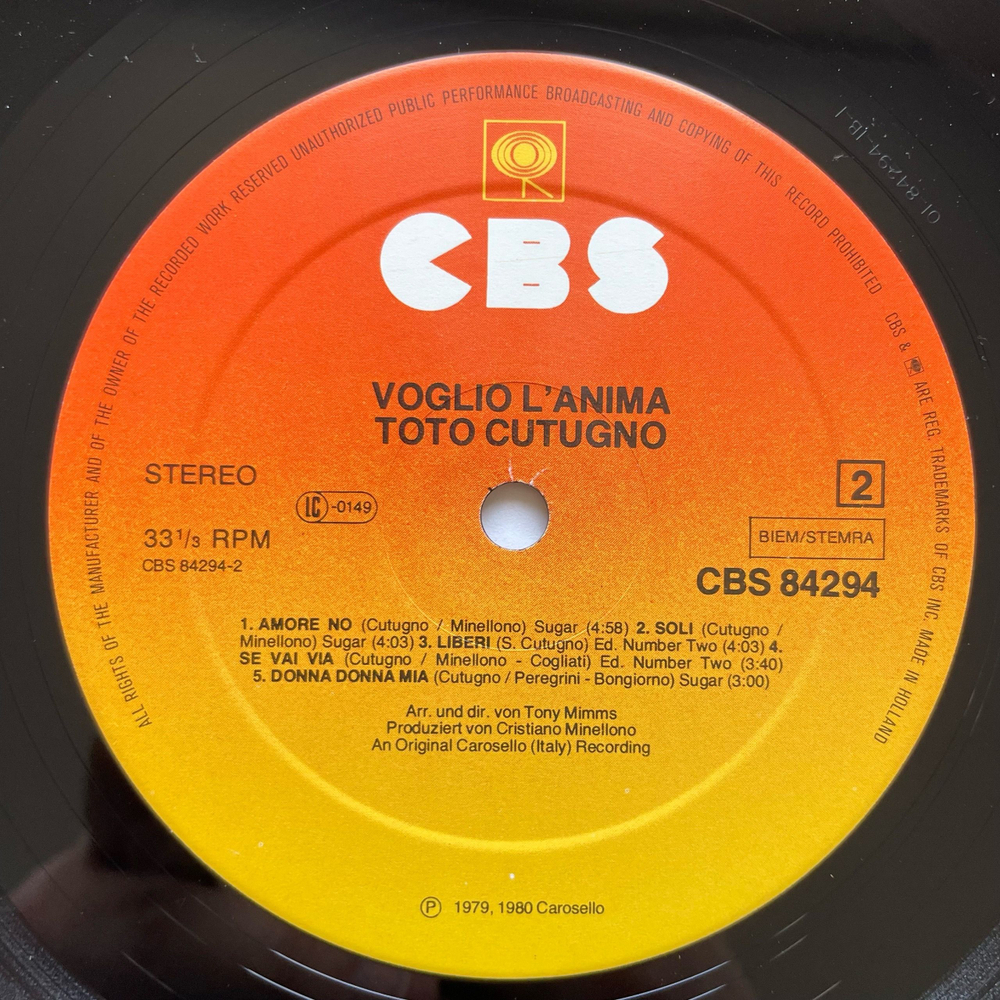 ALL RIGHTS OF THE MANUFACTURER AND OF THE OWNER OF THE RECORDED WORK RESERVED UNAUTHORIZED PUBLIC PERFORMANCE BROADCASTING AND COPYING OF THIS RECORD PROHIBITED CBS & ARE REG. TRADEMARKS OF CBS INC. MADE IN HOLLAND
CBS
VOGLIO L'ANIMA
TOTO CUTUGNO
STEREO
2
LC-0149
33 1/3 RPM
BIEM/STEMRA
CBS 84294-2
CBS 84294
1. AMORE NO (Cutugno / Minellono) Sugar (4:58) 2. SOLI (Cutugno /
Minellono) Sugar (4:03) 3. LIBERI (S. Cutugno) Ed. Number Two (4:03) 4.
SE VAI VIA (Cutugno / Minellono - Cogliati) Ed. Number Two (3:40)
5. DONNA DONNA MIA (Cutugno / Peregrini - Bongiorno) Sugar (3:00)
Arr. und dir. von Tony Mimms
Produziert von Cristiano Minellono
An Original Carosello (Italy) Recording
℗ 1979, 1980 Carosello